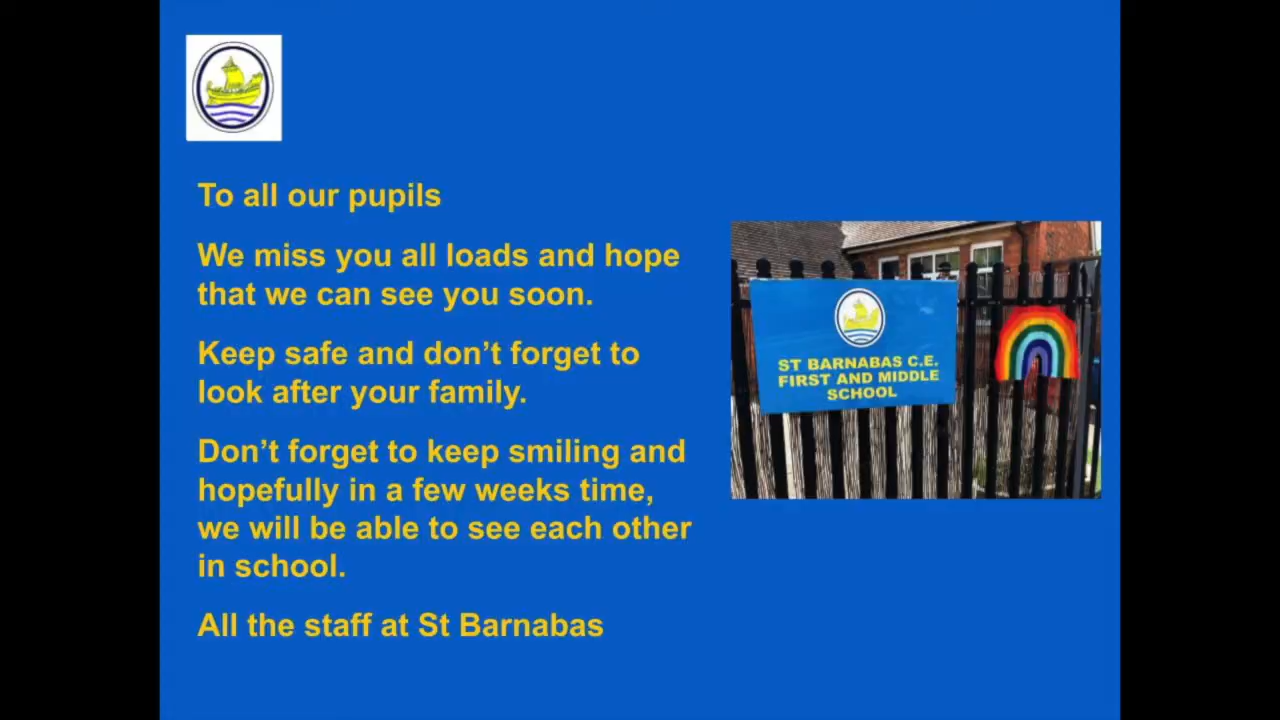 To all our pupils
We miss you all loads and hope
that we can see you soon.
Keep safe and don’t forget to
look after your family.
Don’t forget to keep smiling and
hopefully in a few weeks time,
we will be able to see each other
in school.
All the staff at St Barnabas
ST BARNABAS C.E.
FIRST AND MIDDLE
SCHOOL